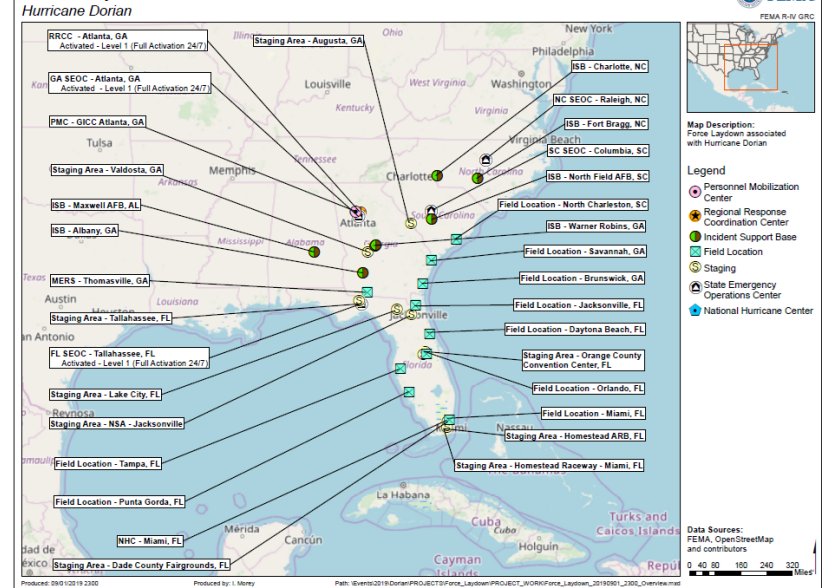 Hurricane Dorian
FEMA R-IV GRC
RRCC - Atlanta, GA
Activated - Level 1 (Full Activation 24/7)
GA SEOC - Atlanta, GA
Activated - Level 1 (Full Activation 24/7)
PMC - GICC Atlanta, GA
Staging Area - Valdosta, GA
ISB - Maxwell AFB, AL
ISB - Albany, GA
MERS - Thomasville, GA
Staging Area - Tallahassee, FL
FL SEOC - Tallahassee, FL
Activated - Level 1 (Full Activation 24/7)
Staging Area - Lake City, FL
Staging Area - NSA - Jacksonville
Field Location - Tampa, FL
Field Location - Punta Gorda, FL
NHC - Miami, FL
Staging Area - Dade County Fairgrounds, FL
Staging Area - Augusta, GA
ISB - Charlotte, NC
NC SEOC - Raleigh, NC
ISB - Fort Bragg, NC
SC SEOC - Columbia, SC
ISB - North Field AFB, SC
Field Location - North Charleston, SC
ISB - Warner Robins, GA
Field Location - Savannah, GA
Field Location - Brunswick, GA
Field Location - Jacksonville, FL
Field Location - Daytona Beach, FL
Staging Area - Orange County
Convention Center, FL
Field Location - Orlando, FL
Field Location - Miami, FL
Staging Area - Homestead ARB, FL
Staging Area - Homestead Raceway - Miami, FL
Ohio
New York
Philadelphia
Louisville
West Virginia
Washington
Kentucky
Virginia
Virginia Beach
Tulsa
Tennessee
Memphis
Charlotte
North Carolina
Arkansas
Atlanta
South Carolina
Mississippi
Alabama
Texas
Austin
Houston
Louisiana
Jacksonville
an Antonio
Florida
Reynosa
Miami
Nassau
The Bahamas
La Habana
Mérida
Cancún
Cuba
Cuba
Holguin
Turks and
Caicos Islands
dad de
éxico
Cayman
Islands
Repúl
Map Description:
Force Laydown associated
with Hurricane Dorian
Legend
Personnel Mobilization
Center
Regional Response
Coordination Center
Incident Support Base
Field Location
Staging
State Emergency
Operations Center
National Hurricane Center
Data Sources:
FEMA, OpenStreetMap
and contributors
0 40 80 160 240 320
Miles
Produced: 09/01/2019 2300
Produced by: I. Morey
Path: \Events\2019\Dorian\PROJECTS\Force_Laydown\PROJECT_WORK\Force_Laydown_20190901_2300_Overview.mxd